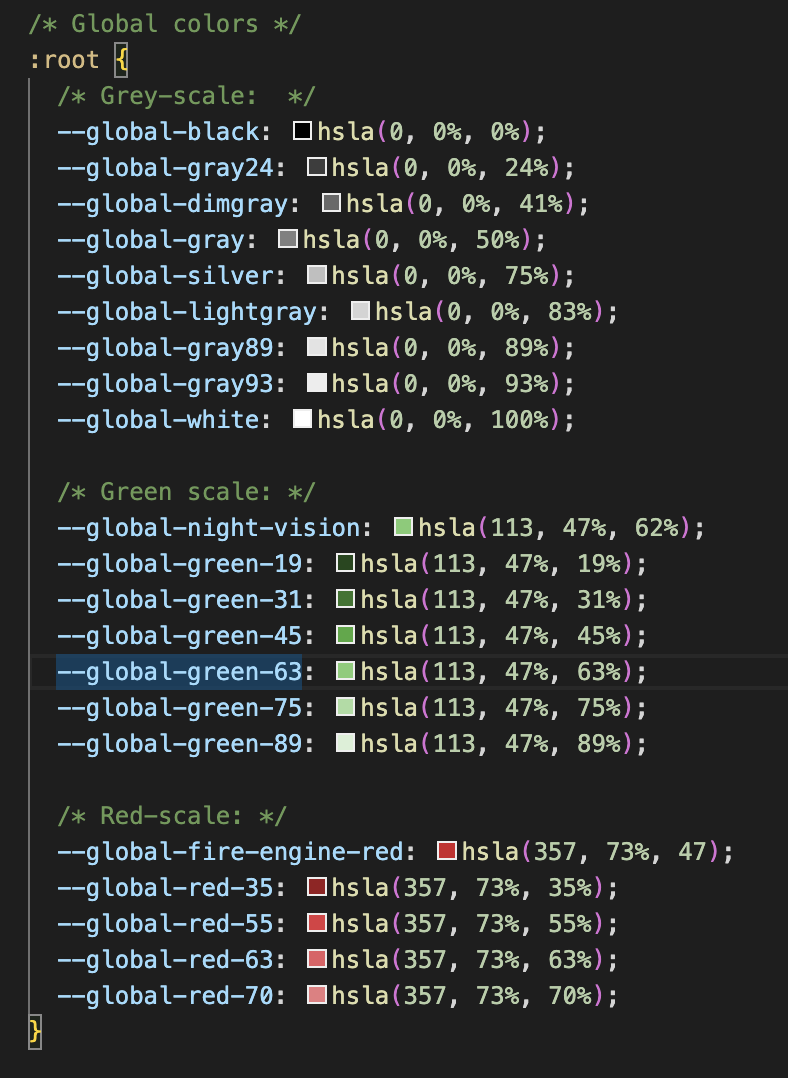 /* Global colors */
:root {
/* Grey-scale:  */
--global-black: hsla(0, 0%, 0%);
--global-gray24: hsla(0, 0%, 24%);
--global-dimgray: hsla(0, 0%, 41%);
--global-gray: hsla(0, 0%, 50%);
--global-silver: hsla(0, 0%, 75%);
--global-lightgray: hsla(0, 0%, 83%);
--global-gray89: hsla(0, 0%, 89%);
--global-gray93: hsla(0, 0%, 93%);
--global-white: hsla(0, 0%, 100%);
/* Green scale: */
--global-night-vision: hsla(113, 47%, 62%);
--global-green-19: hsla(113, 47%, 19%);
--global-green-31: hsla(113, 47%, 31%);
--global-green-45: hsla(113, 47%, 45%);
--global-green-63: hsla(113, 47%, 63%);
--global-green-75: hsla(113, 47%, 75%);
--global-green-89: hsla(113, 47%, 89%);
/* Red-scale: */
--global-fire-engine-red: hsla(357, 73%, 47);
--global-red-35: hsla(357, 73%, 35%);
--global-red-55: hsla(357, 73%, 55%);
--global-red-63: hsla(357, 73%, 63%);
--global-red-70: hsla(357, 73%, 70%);
}